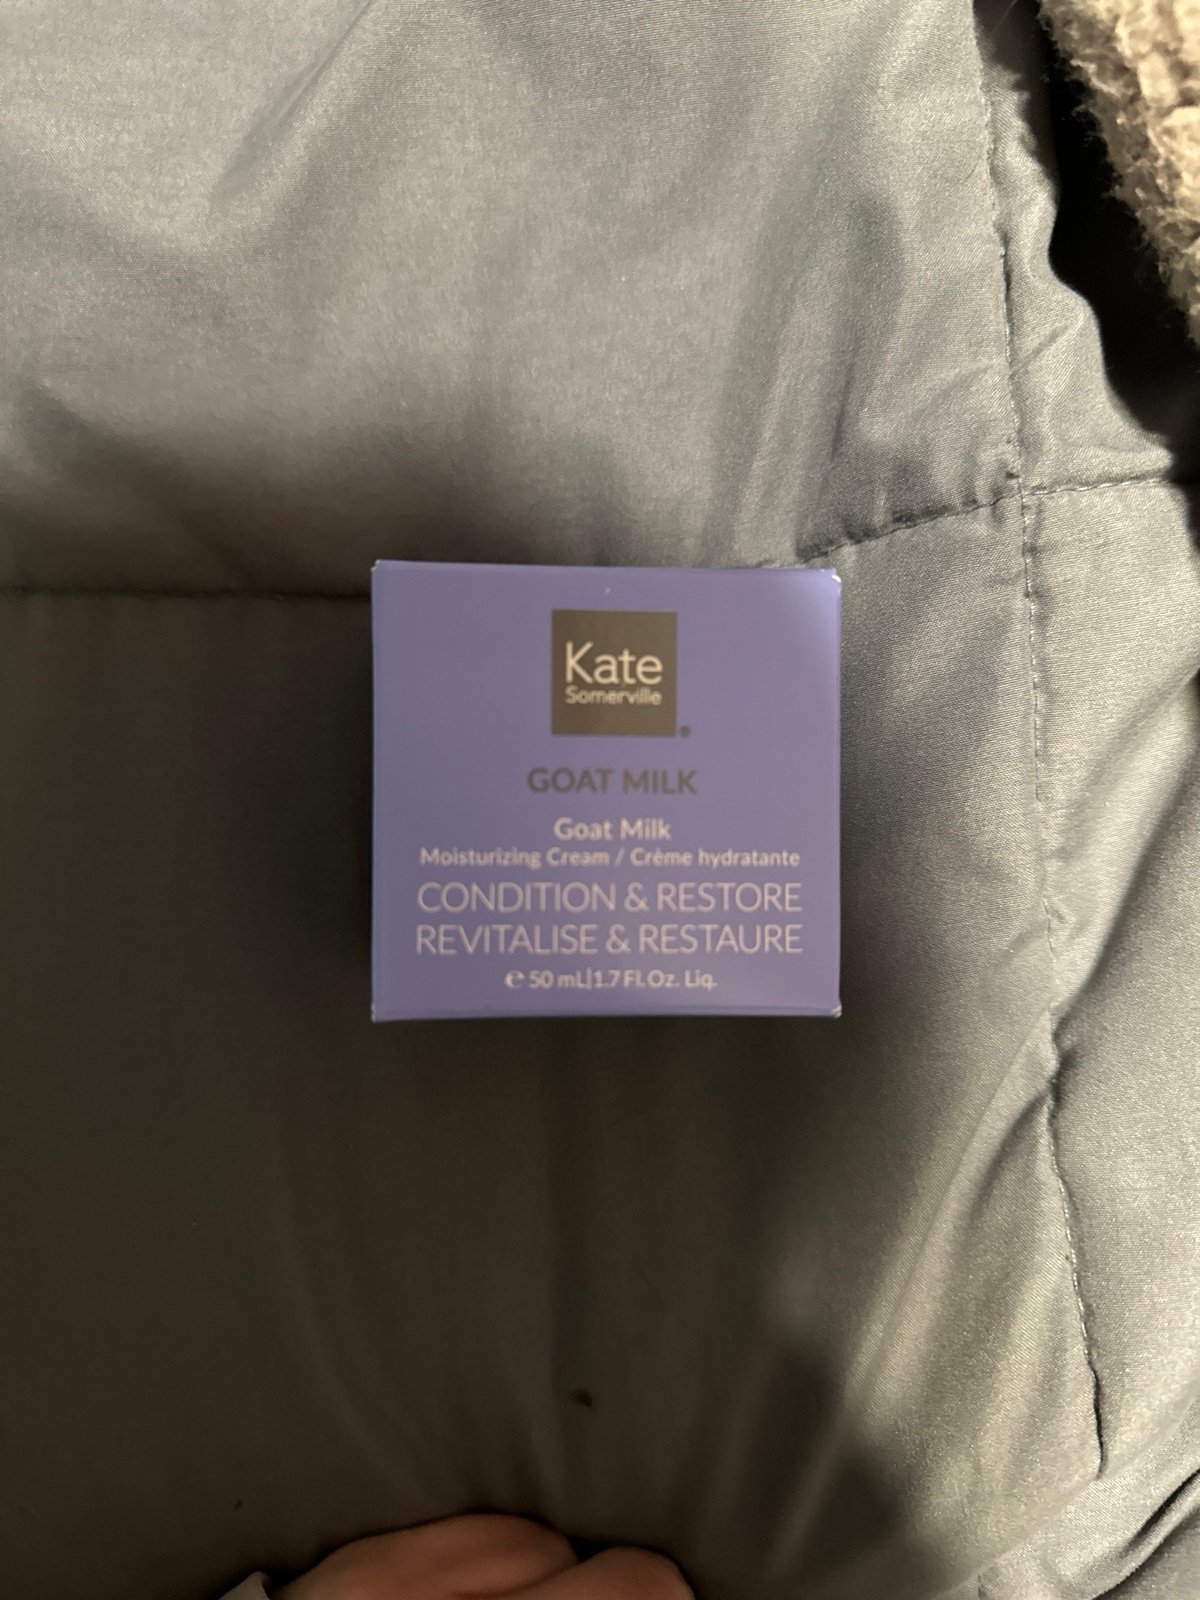 Kate
Somerville
GOAT MILK
Goat Milk
Moisturizing Cream / Crème hydratante
CONDITION & RESTORE
REVITALISE & RESTAURE
℮ 50 mL|1.7 Fl. Oz. Liq.